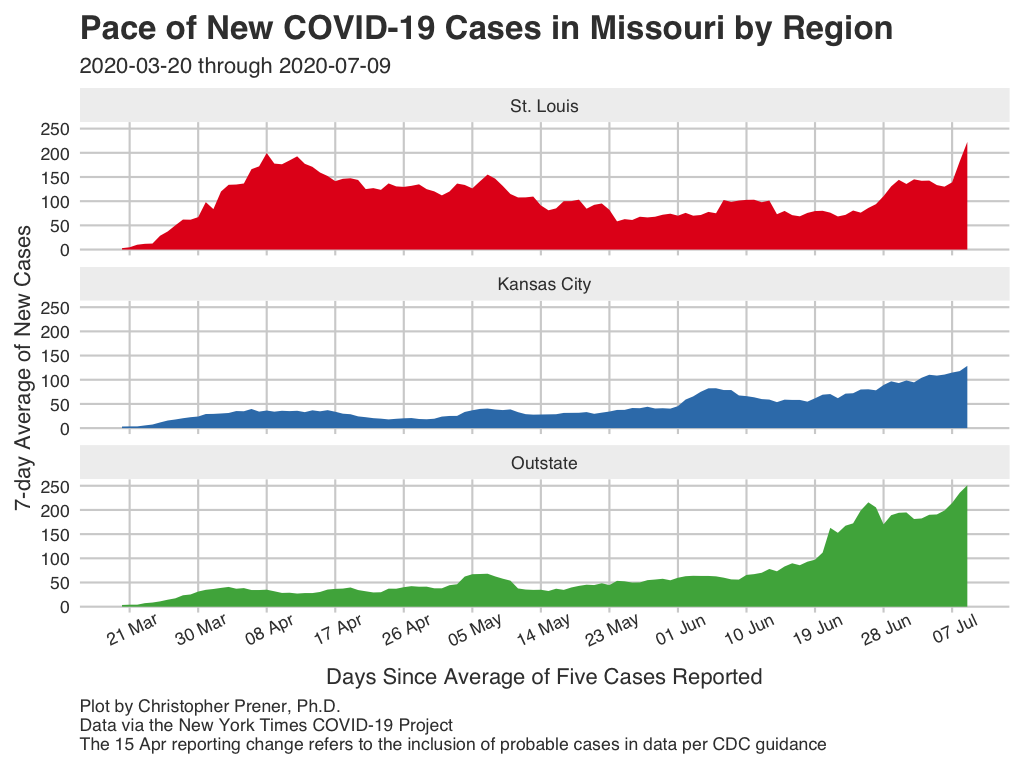 Pace of New COVID-19 Cases in Missouri by Region
2020-03-20 through 2020-07-09
St. Louis
250
200
150
100
50
0
Kansas City
250
200
150
100
50
0
Outstate
250
200
150
100
50
0
7-day Average of New Cases
21 Mar 30 Mar 08 Apr 17 Apr 26 Apr 05 May 14 May 23 May 01 Jun 10 Jun 19 Jun 28 Jun 07 Jul
Days Since Average of Five Cases Reported
Plot by Christopher Prener, Ph.D.
Data via the New York Times COVID-19 Project
The 15 Apr reporting change refers to the inclusion of probable cases in data per CDC guidance